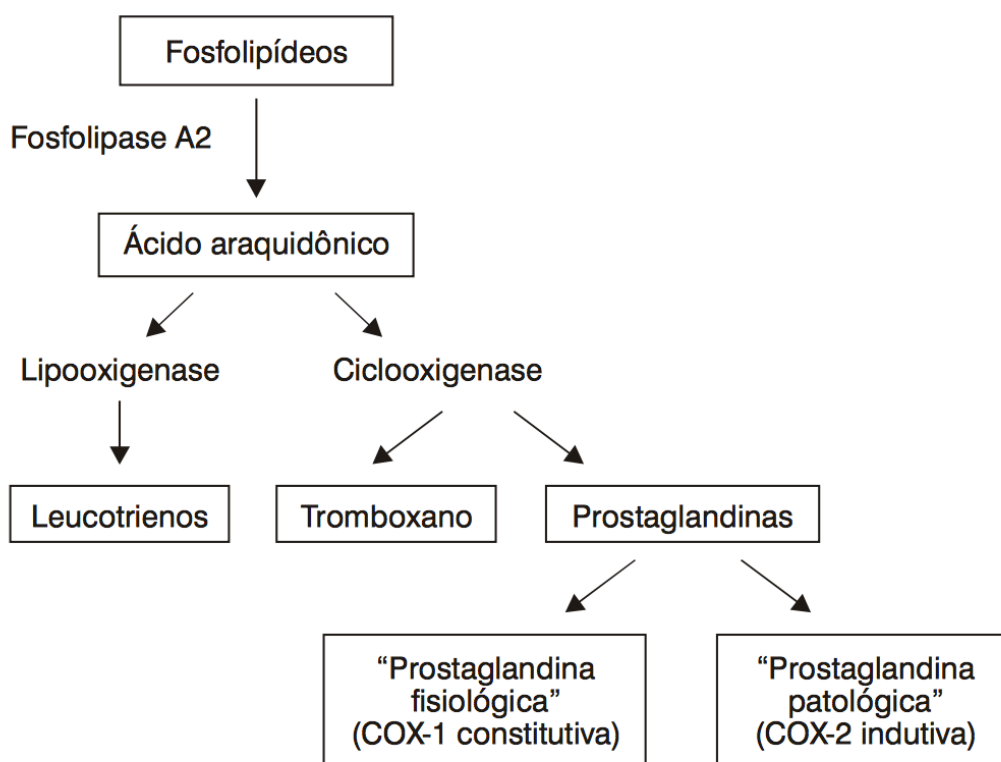 Fosfolipídeos
Fosfolipase A2
Ácido araquidônico
Lipooxigenase
Ciclooxigenase
Leucotrienos
Tromboxano
Prostaglandinas
“Prostaglandina
fisiológica”
(COX-1 constitutiva)
“Prostaglandina
patológica”
(COX-2 indutiva)